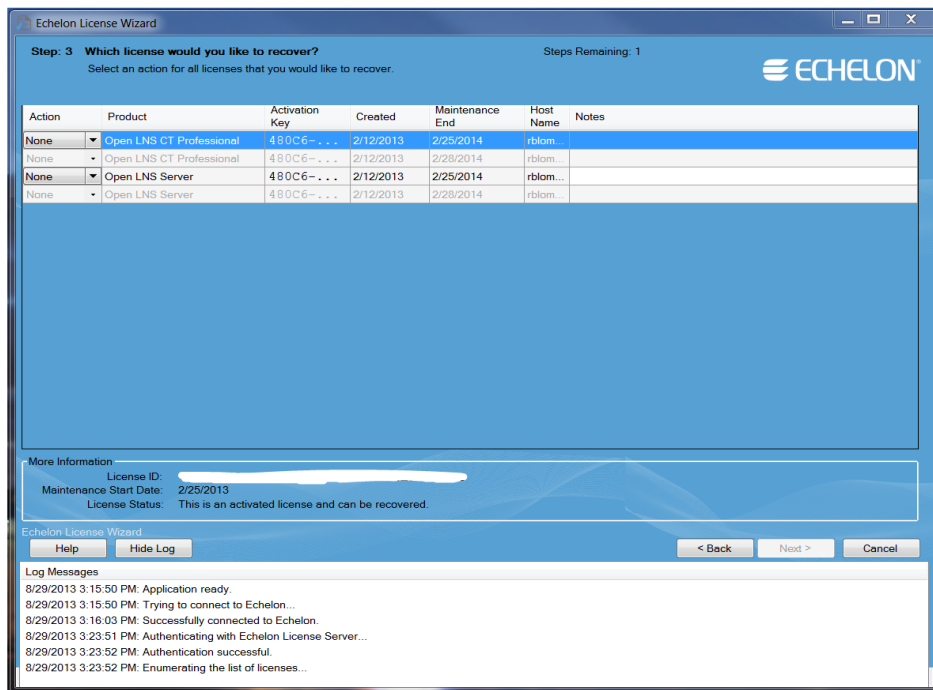 Echelon License Wizard
Step: 3 Which license would you like to recover? Steps Remaining: 1
Select an action for all licenses that you would like to recover.
ECHELON
Action Product Activation Key Created Maintenance End Host Name Notes
None Open LNS CT Professional 480C6-... 2/12/2013 2/25/2014 rblom...
None Open LNS CT Professional 480C6-... 2/12/2013 2/28/2014 rblom...
None Open LNS Server 480C6-... 2/12/2013 2/25/2014 rblom...
None Open LNS Server 480C6-... 2/12/2013 2/28/2014 rblom...
More Information
License ID:
Maintenance Start Date: 2/25/2013
License Status: This is an activated license and can be recovered.
Echelon License Wizard
Help Hide Log < Back Next > Cancel
Log Messages
8/29/2013 3:15:50 PM: Application ready.
8/29/2013 3:15:50 PM: Trying to connect to Echelon...
8/29/2013 3:16:03 PM: Successfully connected to Echelon.
8/29/2013 3:23:51 PM: Authenticating with Echelon License Server...
8/29/2013 3:23:52 PM: Authentication successful.
8/29/2013 3:23:52 PM: Enumerating the list of licenses...